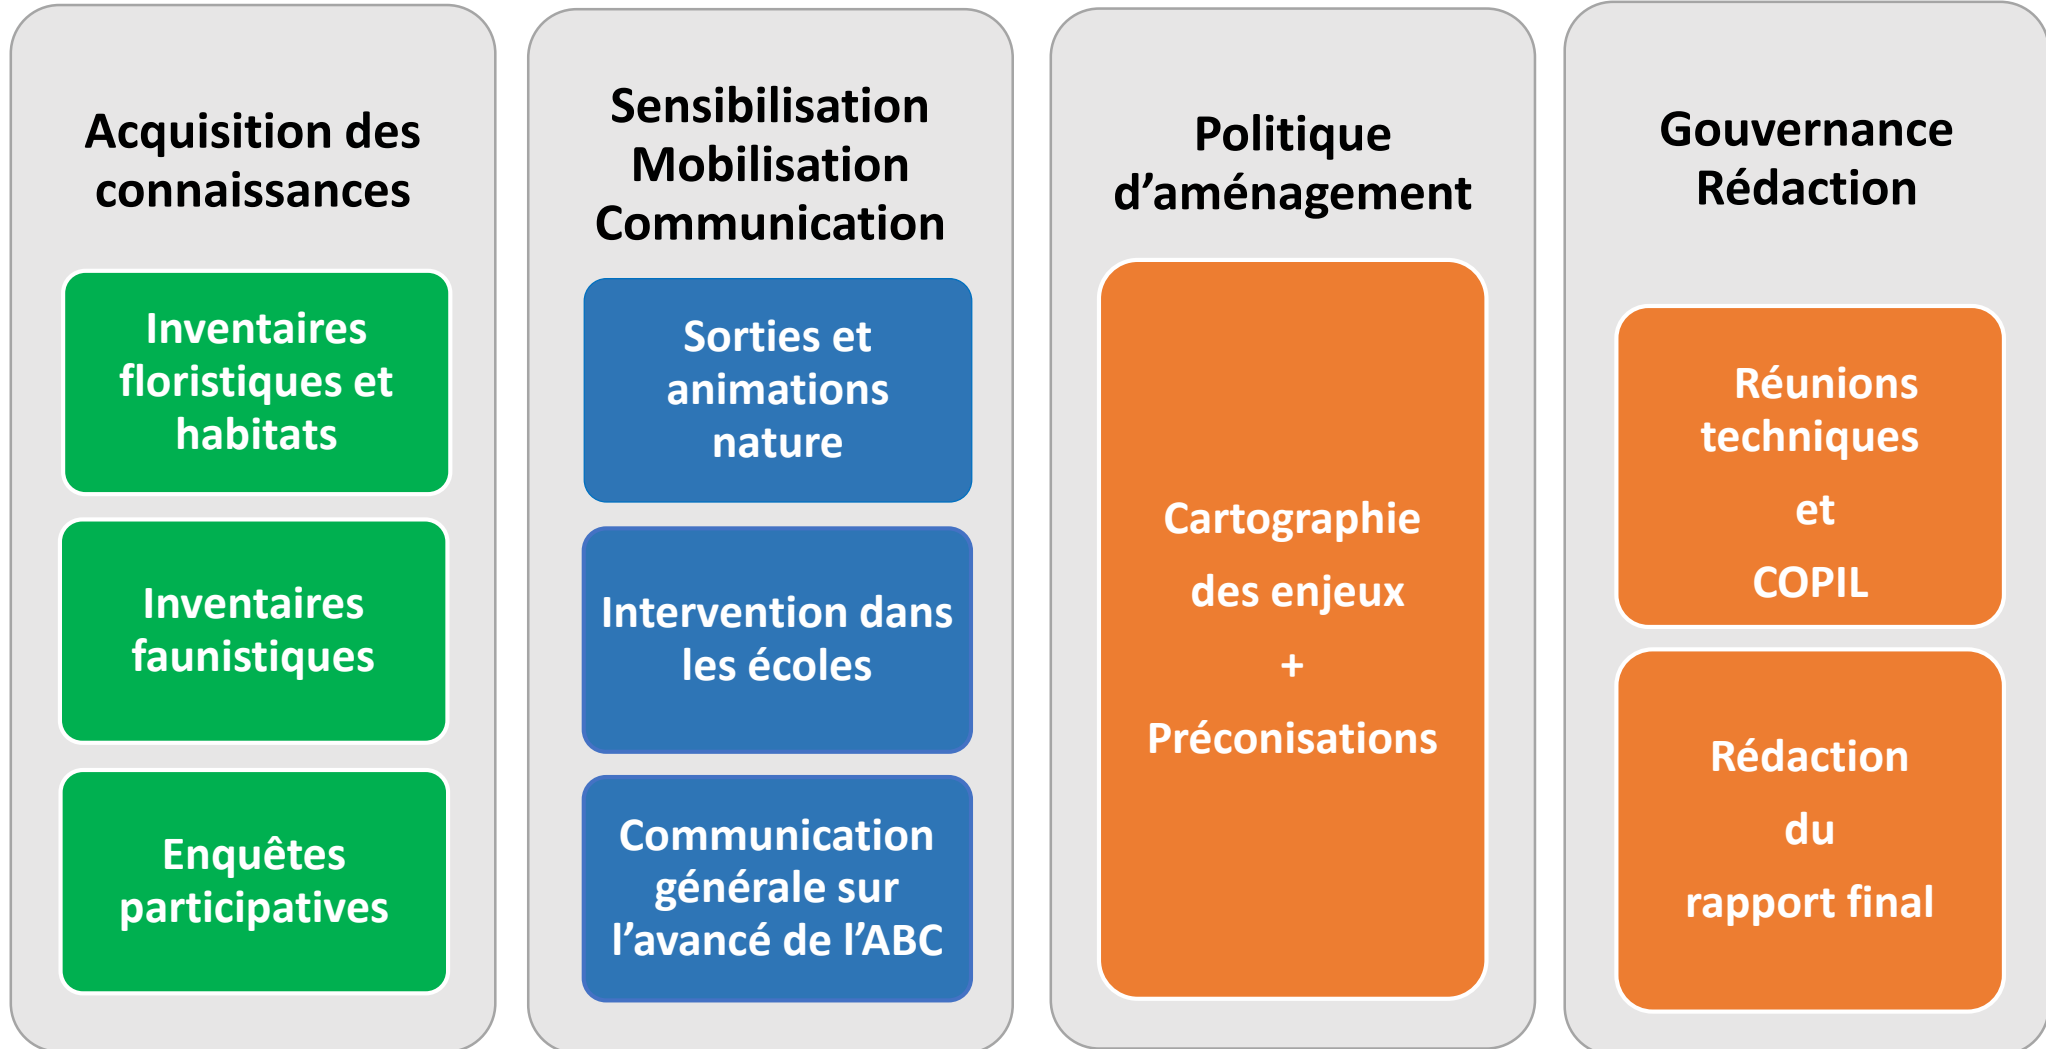 Acquisition des
connaissances
Inventaires
floristiques et
habitats
Inventaires
faunistiques
Enquêtes
participatives
Sensibilisation
Mobilisation
Communication
Sorties et
animations
nature
Intervention dans
les écoles
Communication
générale sur
l’avancé de l’ABC
Politique
d’aménagement
Cartographie
des enjeux
+
Préconisations
Gouvernance
Rédaction
Réunions
techniques
et
COPIL
Rédaction
du
rapport final